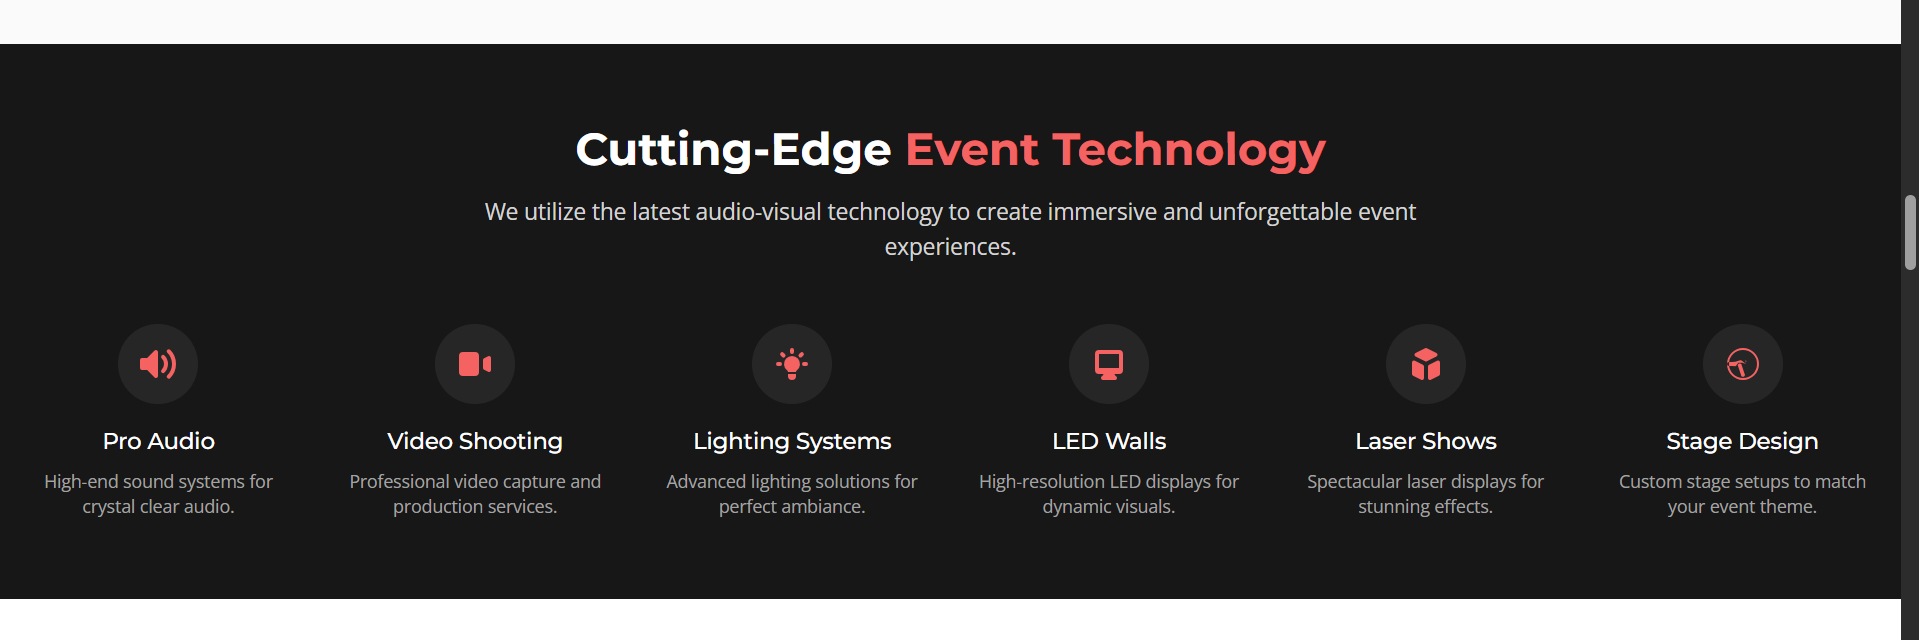 Cutting-Edge Event Technology
We utilize the latest audio-visual technology to create immersive and unforgettable event
experiences.
Pro Audio
High-end sound systems for
crystal clear audio.
Video Shooting
Professional video capture and
production services.
Lighting Systems
Advanced lighting solutions for
perfect ambiance.
LED Walls
High-resolution LED displays for
dynamic visuals.
Laser Shows
Spectacular laser displays for
stunning effects.
Stage Design
Custom stage setups to match
your event theme.